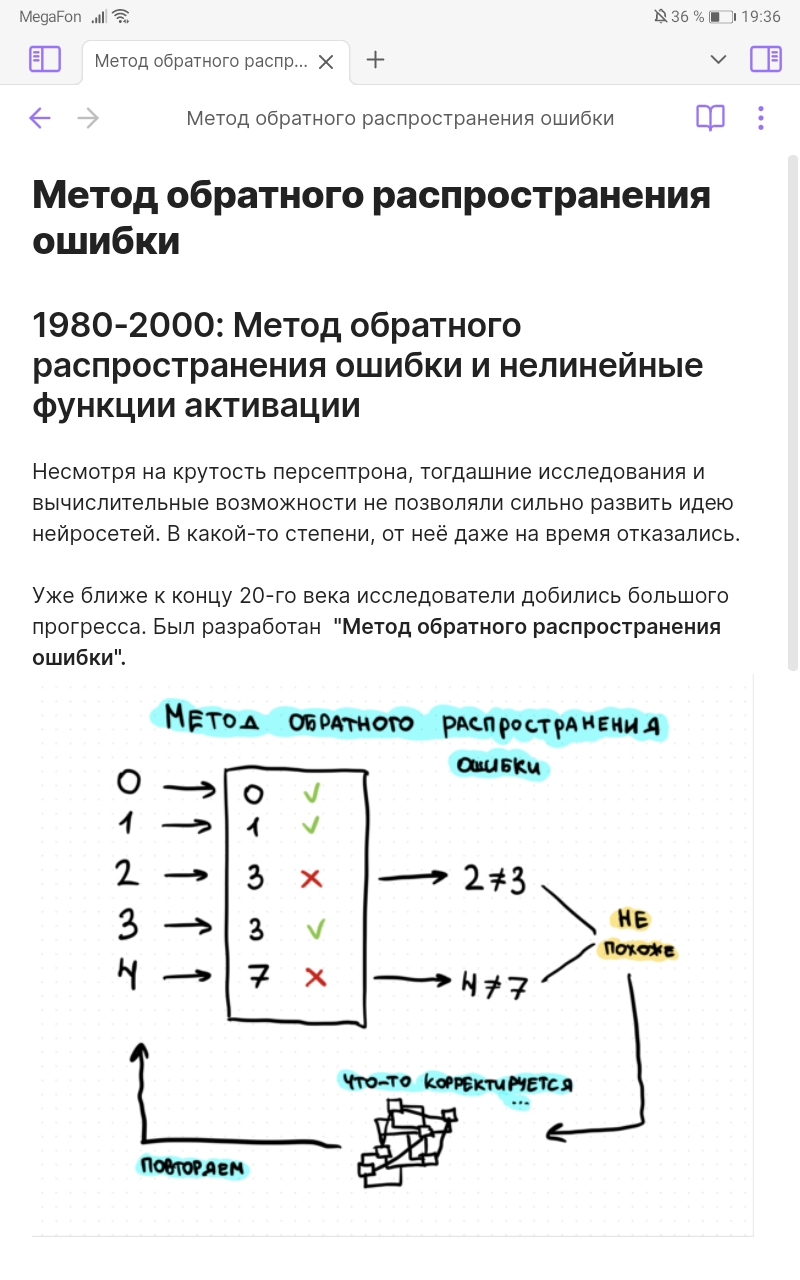 MegaFon 36 % 19:36
Метод обратного распр...
Метод обратного распространения ошибки
Метод обратного распространения
ошибки
1980-2000: Метод обратного
распространения ошибки и нелинейные
функции активации
Несмотря на крутость персептрона, тогдашние исследования и
вычислительные возможности не позволяли сильно развить идею
нейросетей. В какой-то степени, от неё даже на время отказались.
Уже ближе к концу 20-го века исследователи добились большого
прогресса. Был разработан "Метод обратного распространения
ошибки".
МЕТОД ОБРАТНОГО РАСПРОСТРАНЕНИЯ
ОШИБКИ
0 → 0 ✓
1 → 1 ✓
2 → 3 ✗ → 2≠3
3 → 3 ✓
4 → 7 ✗ → 4≠7
НЕ
ПОХОЖЕ
ЧТО-ТО КОРРЕКТИРУЕТСЯ
...
ПОВТОРЯЕМ